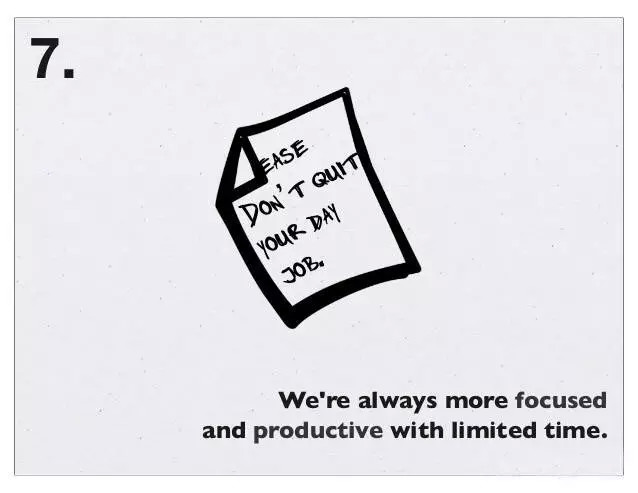 7.
EASE
DON'T QUIT
YOUR DAY
JOB.
We're always more focused
and productive with limited time.